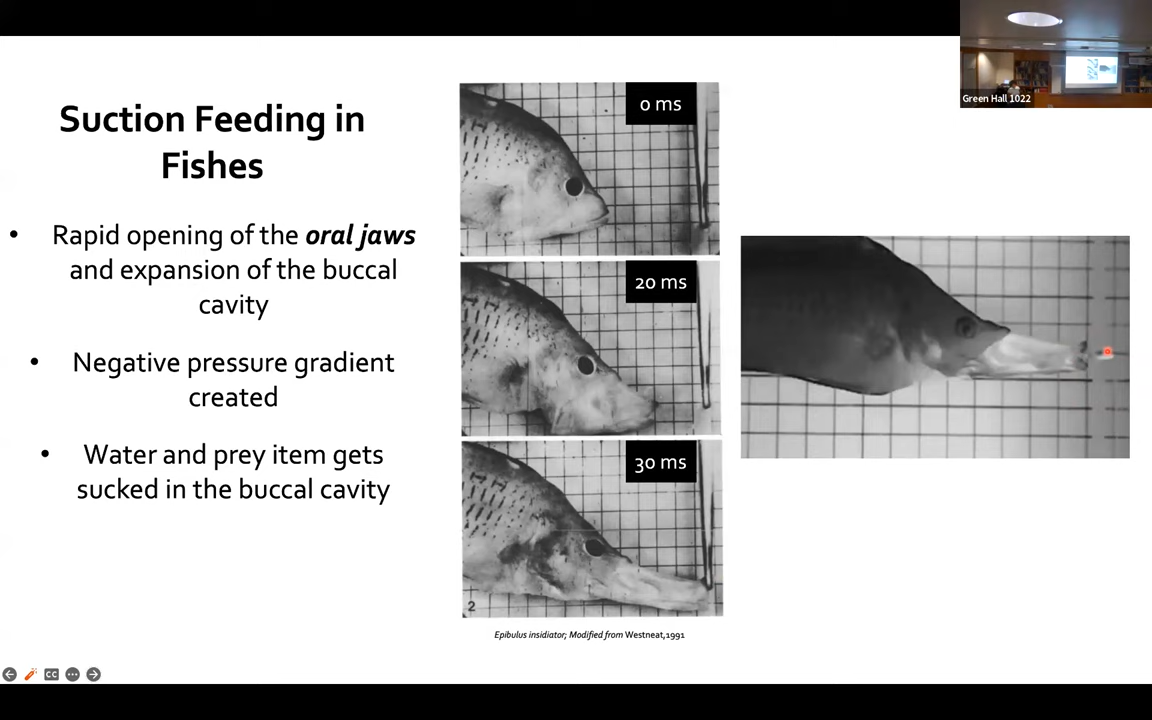 Green Hall 1022
Suction Feeding in
Fishes
• Rapid opening of the oral jaws
and expansion of the buccal
cavity
• Negative pressure gradient
created
• Water and prey item gets
sucked in the buccal cavity
0 ms
20 ms
30 ms
2
Epibulus insidiator; Modified from Westneat,1991
CC